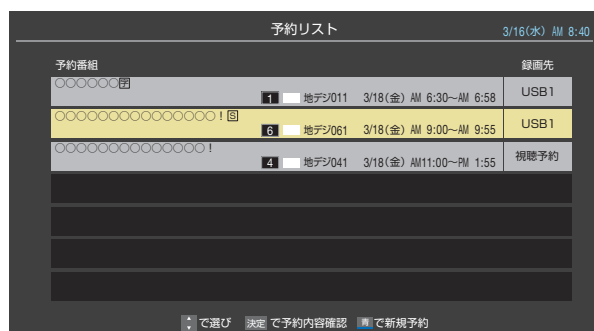 予約リスト
3/16(水) AM 8:40
予約番組 録画先
○○○○○○字
1 地デジ011 3/18(金) AM 6:30～AM 6:58 USB1
○○○○○○○○○○○○○○○！S
6 地デジ061 3/18(金) AM 9:00～AM 9:55 USB1
○○○○○○○○○○○○○○！
4 地デジ041 3/18(金) AM11:00～PM 1:55 視聴予約
で選び 決定 で予約内容確認 青 で新規予約